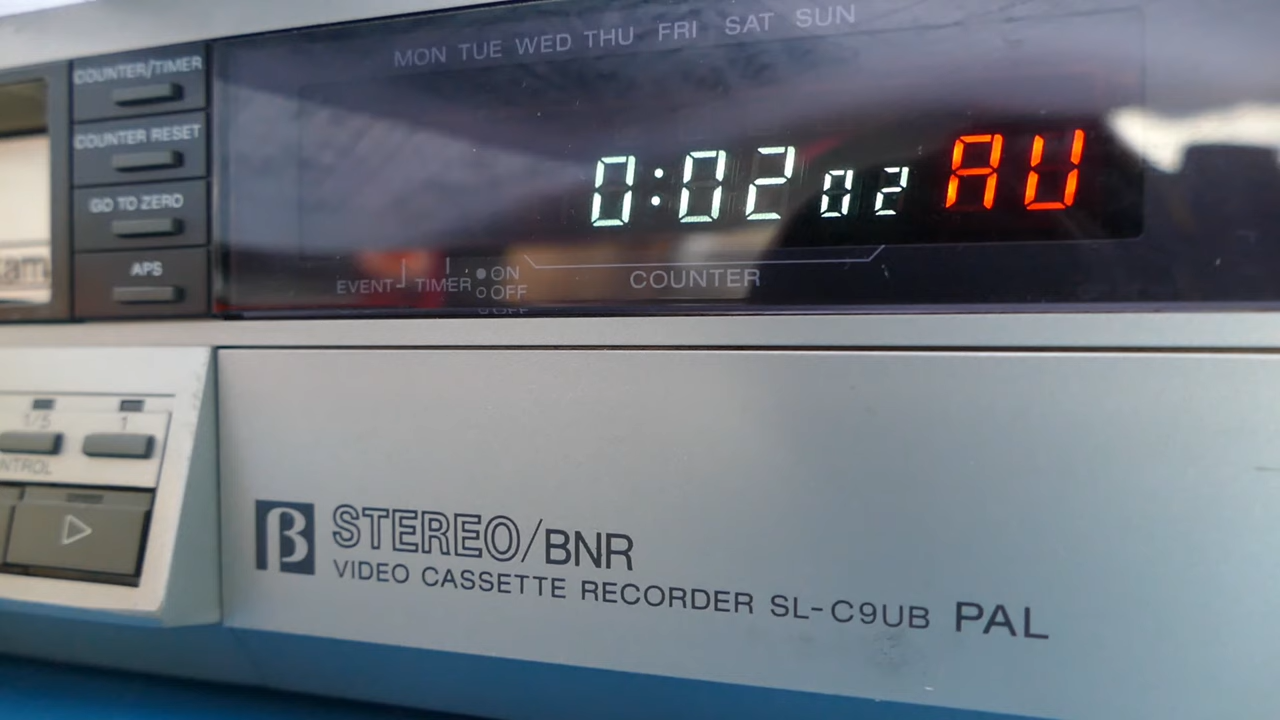 MON TUE WED THU FRI SAT SUN
COUNTER/TIMER
COUNTER RESET
GO TO ZERO
APS
0:02 02 AU
EVENT TIMER ON
OFF
OFF
COUNTER
1/5 1
β STEREO/BNR
VIDEO CASSETTE RECORDER SL-C9UB PAL